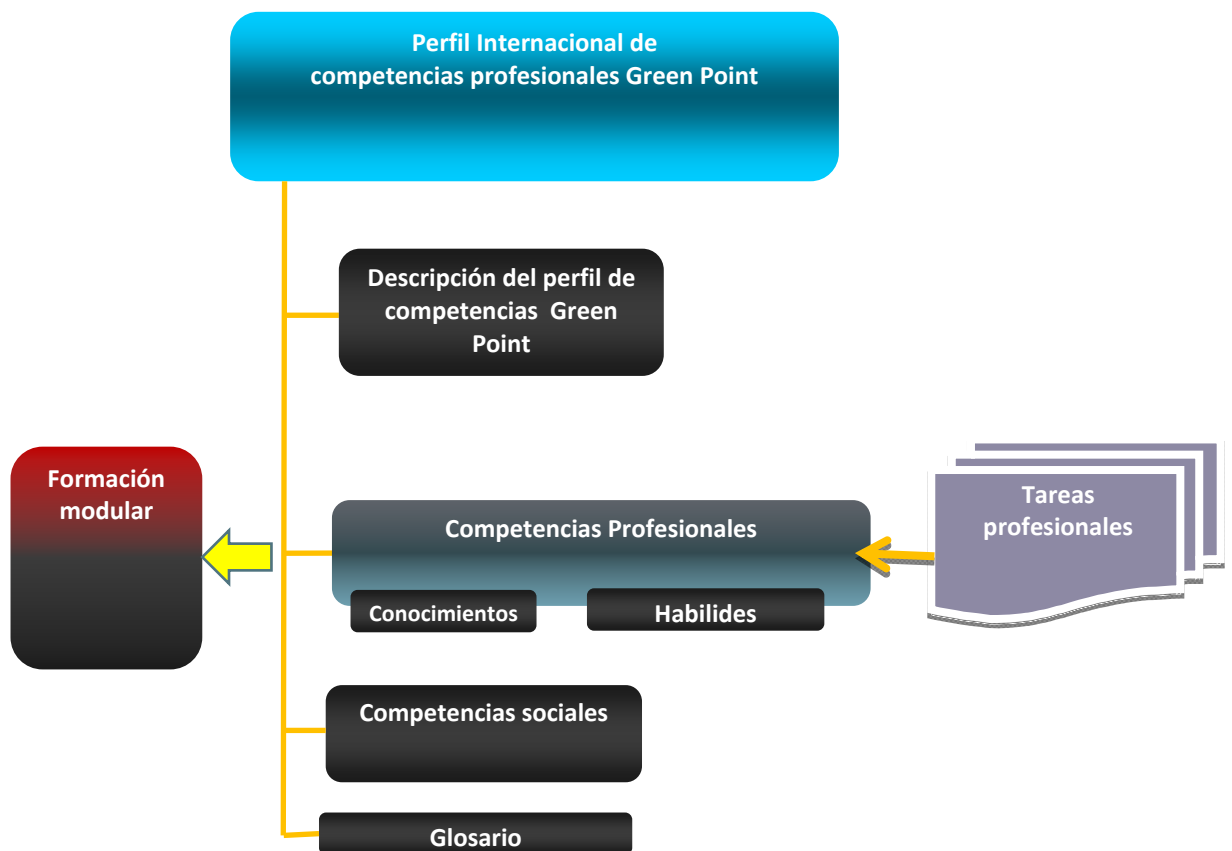 Perfil Internacional de
competencias profesionales Green Point
Descripción del perfil de
competencias Green
Point
Formación
modular
Competencias Profesionales
Conocimientos
Habilides
Tareas
profesionales
Competencias sociales
Glosario